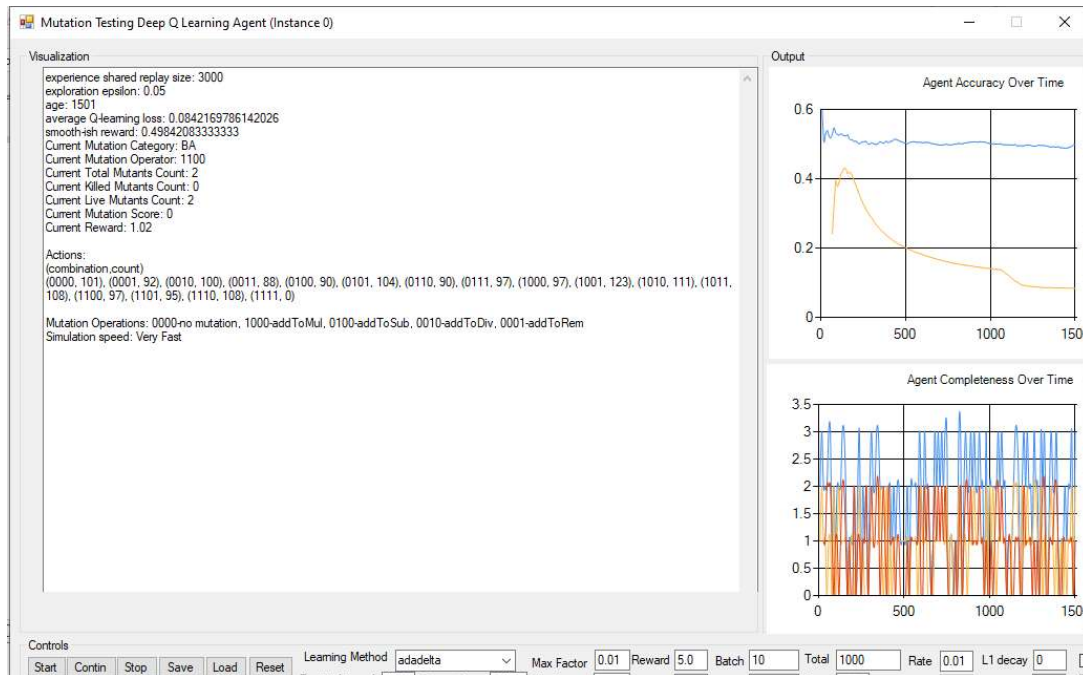 Mutation Testing Deep Q Learning Agent (Instance 0)
Visualization
experience shared replay size: 3000
exploration epsilon: 0.05
age: 1501
average Q-learning loss: 0.0842169786142026
smooth-ish reward: 0.49842083333333
Current Mutation Category: BA
Current Mutation Operator: 1100
Current Total Mutants Count: 2
Current Killed Mutants Count: 0
Current Live Mutants Count: 2
Current Mutation Score: 0
Current Reward: 1.02
Actions:
(combination,count)
(0000, 101), (0001, 92), (0010, 100), (0011, 88), (0100, 90), (0101, 104), (0110, 90), (0111, 97), (1000, 97), (1001, 123), (1010, 111), (1011,
108), (1100, 97), (1101, 95), (1110, 108), (1111, 0)
Mutation Operations: 0000-no mutation, 1000-addToMul, 0100-addToSub, 0010-addToDiv, 0001-addToRem
Simulation speed: Very Fast
Output
Agent Accuracy Over Time
0.6
0.4
0.2
0
0 500 1000 150
Agent Completeness Over Time
3.5
3
2.5
2
1.5
1
0.5
0
0 500 1000 150
Controls
Start Contin Stop Save Load Reset Learning Method adadelta Max Factor 0.01 Reward 5.0 Batch 10 Total 1000 Rate 0.01 L1 decay 0